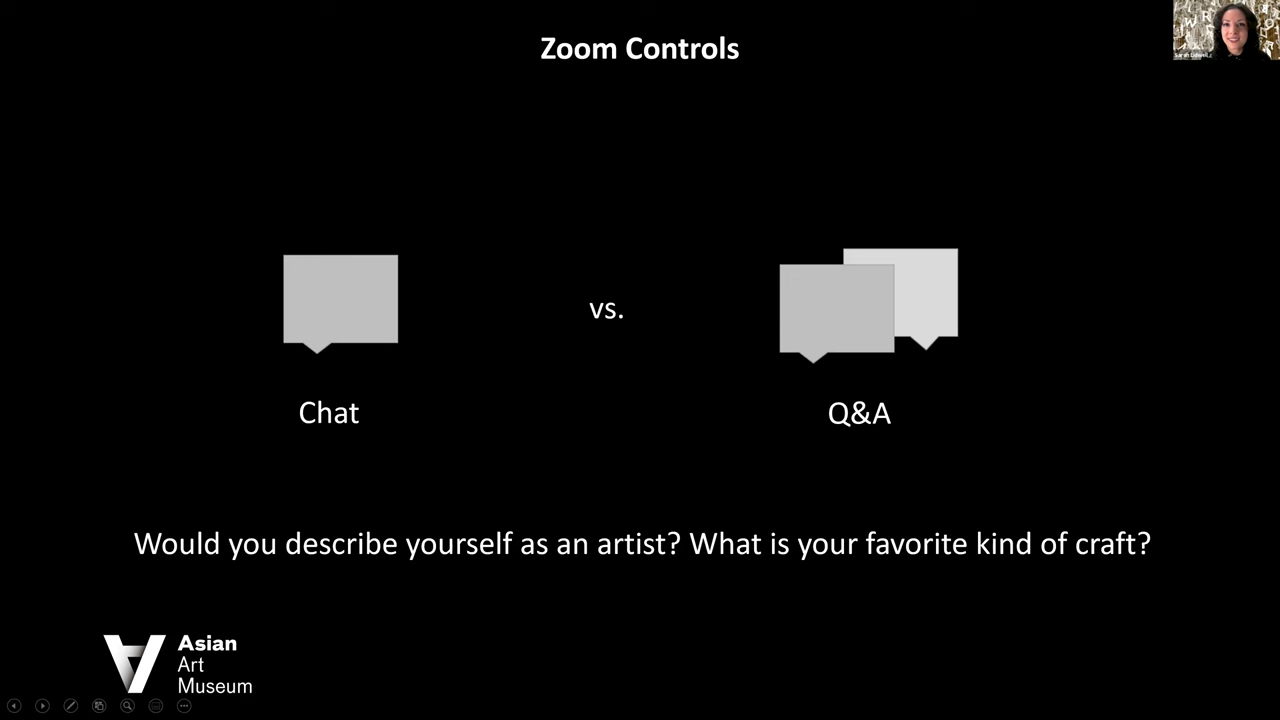 Zoom Controls
vs.
Chat
Q&A
Would you describe yourself as an artist? What is your favorite kind of craft?
Asian
Art
Museum